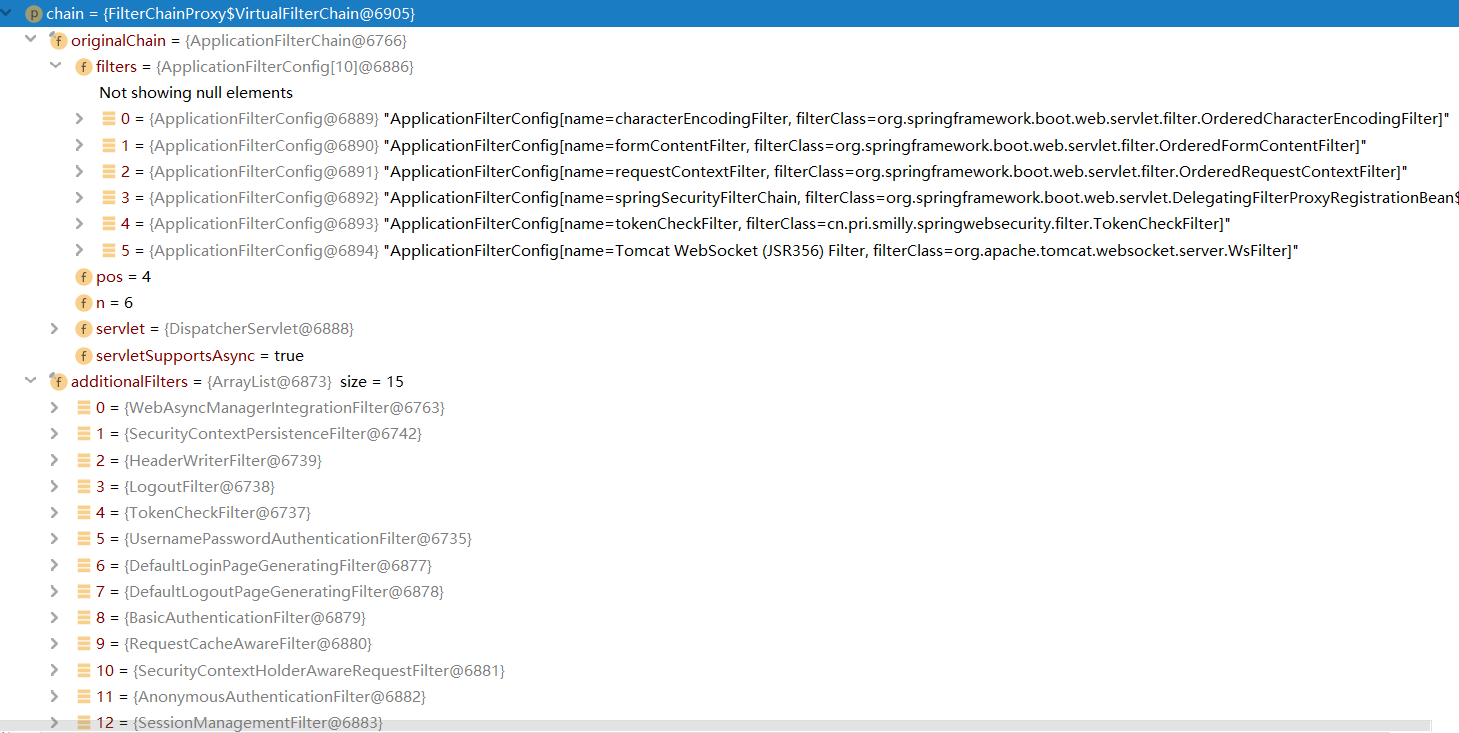 p chain = {FilterChainProxy$VirtualFilterChain@6905}
f originalChain = {ApplicationFilterChain@6766}
f filters = {ApplicationFilterConfig[10]@6886}
Not showing null elements
0 = {ApplicationFilterConfig@6889} "ApplicationFilterConfig[name=characterEncodingFilter, filterClass=org.springframework.boot.web.servlet.filter.OrderedCharacterEncodingFilter]"
1 = {ApplicationFilterConfig@6890} "ApplicationFilterConfig[name=formContentFilter, filterClass=org.springframework.boot.web.servlet.filter.OrderedFormContentFilter]"
2 = {ApplicationFilterConfig@6891} "ApplicationFilterConfig[name=requestContextFilter, filterClass=org.springframework.boot.web.servlet.filter.OrderedRequestContextFilter]"
3 = {ApplicationFilterConfig@6892} "ApplicationFilterConfig[name=springSecurityFilterChain, filterClass=org.springframework.boot.web.servlet.DelegatingFilterProxyRegistrationBean$
4 = {ApplicationFilterConfig@6893} "ApplicationFilterConfig[name=tokenCheckFilter, filterClass=cn.pri.smilly.springwebsecurity.filter.TokenCheckFilter]"
5 = {ApplicationFilterConfig@6894} "ApplicationFilterConfig[name=Tomcat WebSocket (JSR356) Filter, filterClass=org.apache.tomcat.websocket.server.WsFilter]"
f pos = 4
f n = 6
f servlet = {DispatcherServlet@6888}
f servletSupportsAsync = true
f additionalFilters = {ArrayList@6873} size = 15
0 = {WebAsyncManagerIntegrationFilter@6763}
1 = {SecurityContextPersistenceFilter@6742}
2 = {HeaderWriterFilter@6739}
3 = {LogoutFilter@6738}
4 = {TokenCheckFilter@6737}
5 = {UsernamePasswordAuthenticationFilter@6735}
6 = {DefaultLoginPageGeneratingFilter@6877}
7 = {DefaultLogoutPageGeneratingFilter@6878}
8 = {BasicAuthenticationFilter@6879}
9 = {RequestCacheAwareFilter@6880}
10 = {SecurityContextHolderAwareRequestFilter@6881}
11 = {AnonymousAuthenticationFilter@6882}
12 = {SessionManagementFilter@6883}